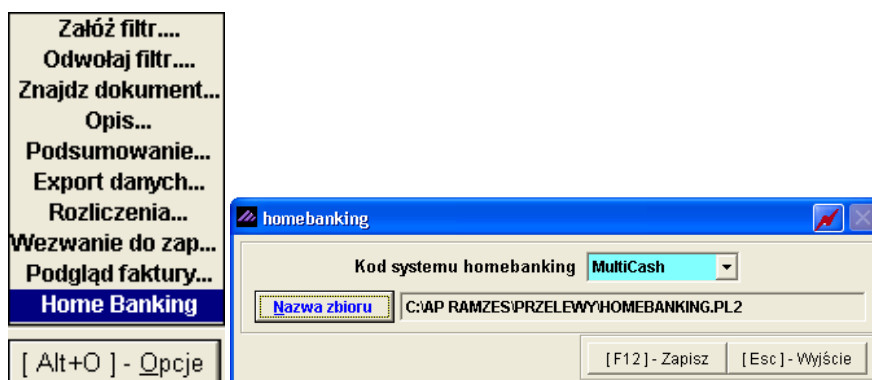 Załóż filtr....
Odwołaj filtr....
Znajdz dokument...
Opis...
Podsumowanie...
Export danych...
Rozliczenia...
Wezwanie do zap...
Podgląd faktury...
Home Banking
[ Alt+O ] - Opcje
homebanking
Kod systemu homebanking MultiCash
Nazwa zbioru C:\AP RAMZES\PRZELEWY\HOMEBANKING.PL2
[ F12 ] - Zapisz [ Esc ] - Wyjście